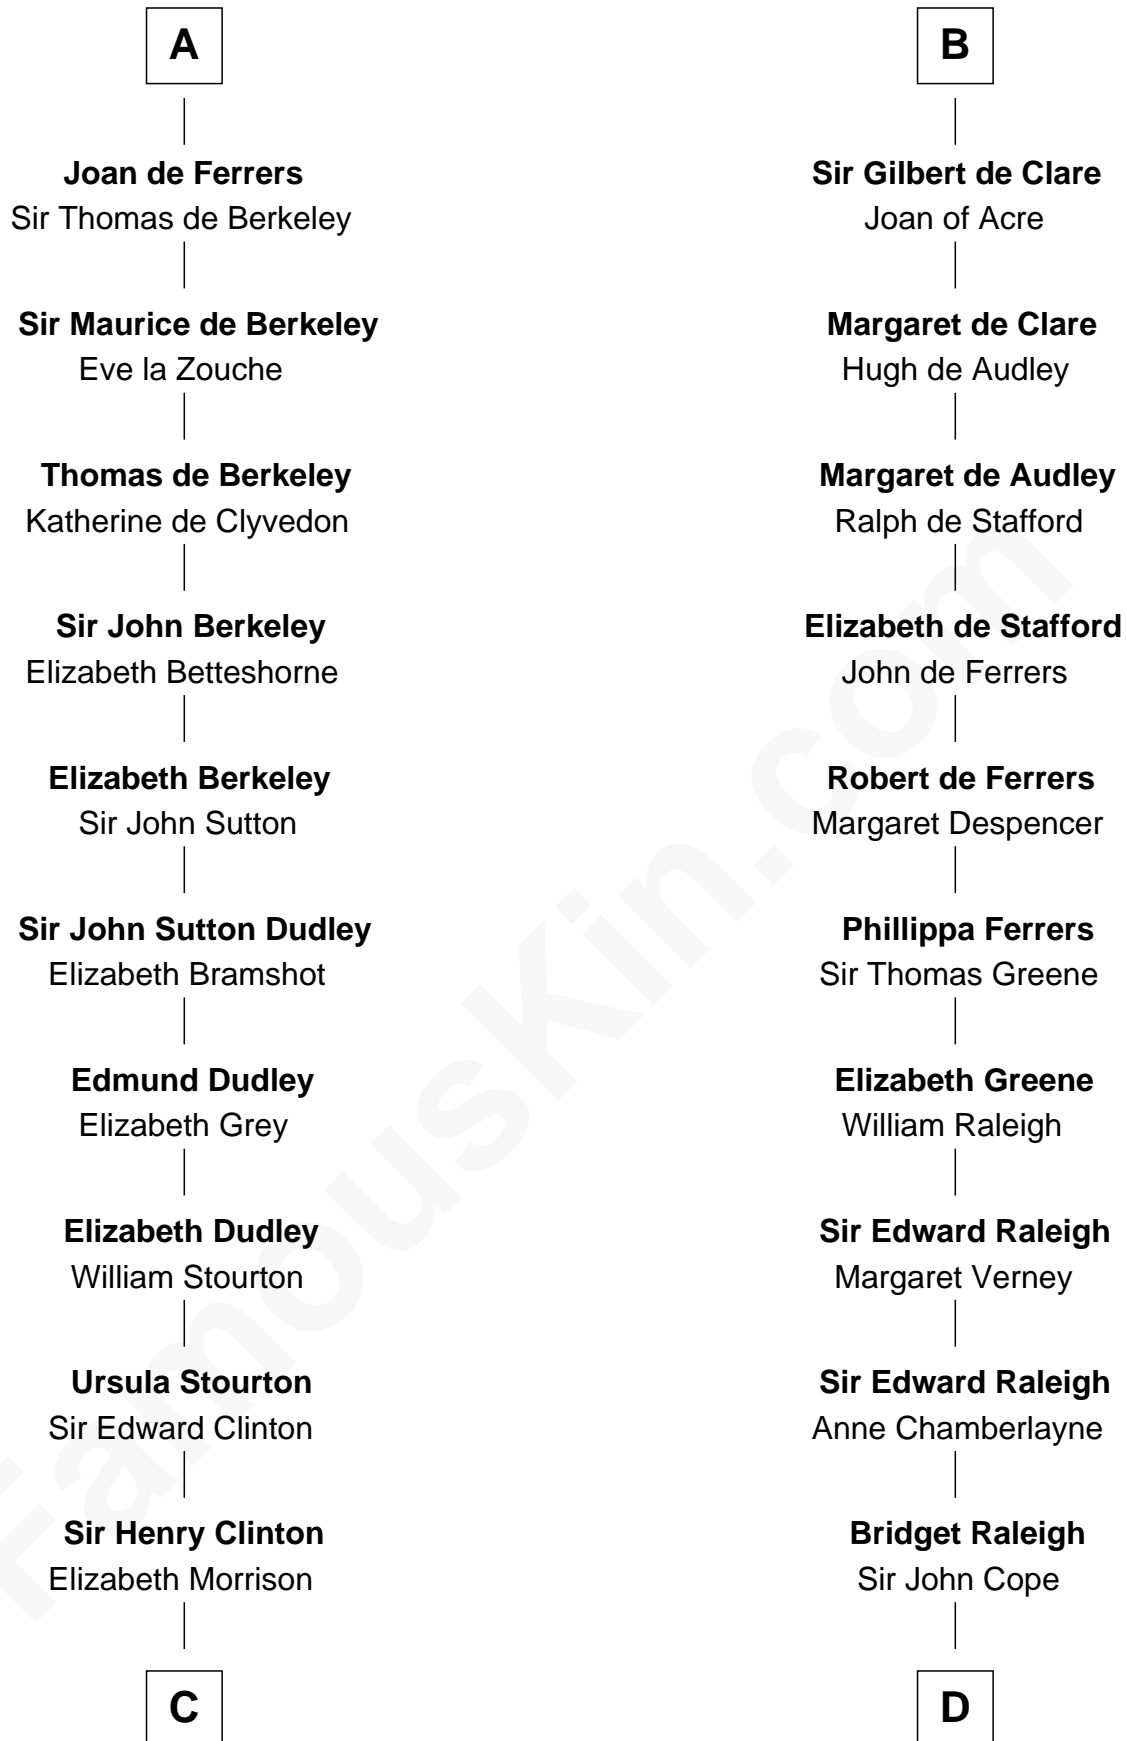 A
Joan de Ferrers
Sir Thomas de Berkeley
Sir Maurice de Berkeley
Eve la Zouche
Thomas de Berkeley
Katherine de Clyvedon
Sir John Berkeley
Elizabeth Betteshorne
Elizabeth Berkeley
Sir John Sutton
Sir John Sutton Dudley
Elizabeth Bramshot
Edmund Dudley
Elizabeth Grey
Elizabeth Dudley
William Stourton
Ursula Stourton
Sir Edward Clinton
Sir Henry Clinton
Elizabeth Morrison
C
B
Sir Gilbert de Clare
Joan of Acre
Margaret de Clare
Hugh de Audley
Margaret de Audley
Ralph de Stafford
Elizabeth de Stafford
John de Ferrers
Robert de Ferrers
Margaret Despencer
Phillippa Ferrers
Sir Thomas Greene
Elizabeth Greene
William Raleigh
Sir Edward Raleigh
Margaret Verney
Sir Edward Raleigh
Anne Chamberlayne
Bridget Raleigh
Sir John Cope
D
FamousKin.com